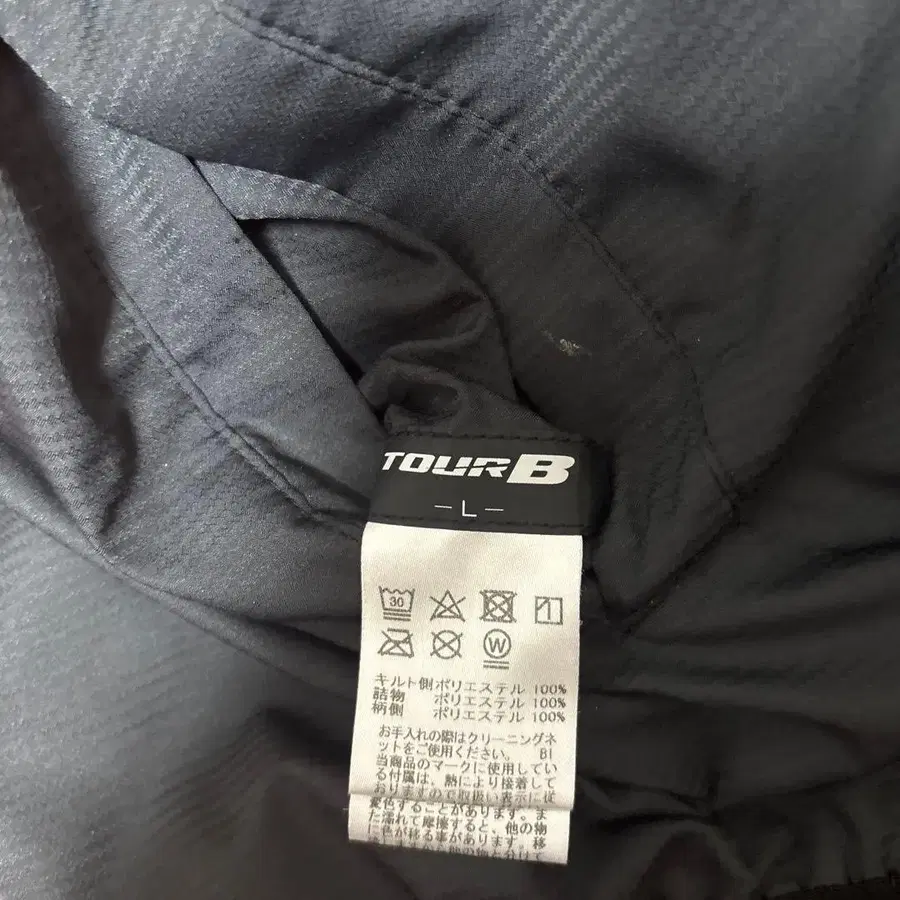 TOUR B
— L —
30
W
キルト側 ポリエステル 100%
詰物 ポリエステル 100%
柄側 ポリエステル 100%
お手入れの際はクリーニングネ
ットをご使用ください。 BI
当商品のマークに使用してい
る付属は、熱により接着して
おりますので取扱い表示に従
変色することがあります。ま
た濡れて摩擦すると、他の物
に色が移る事があります。移